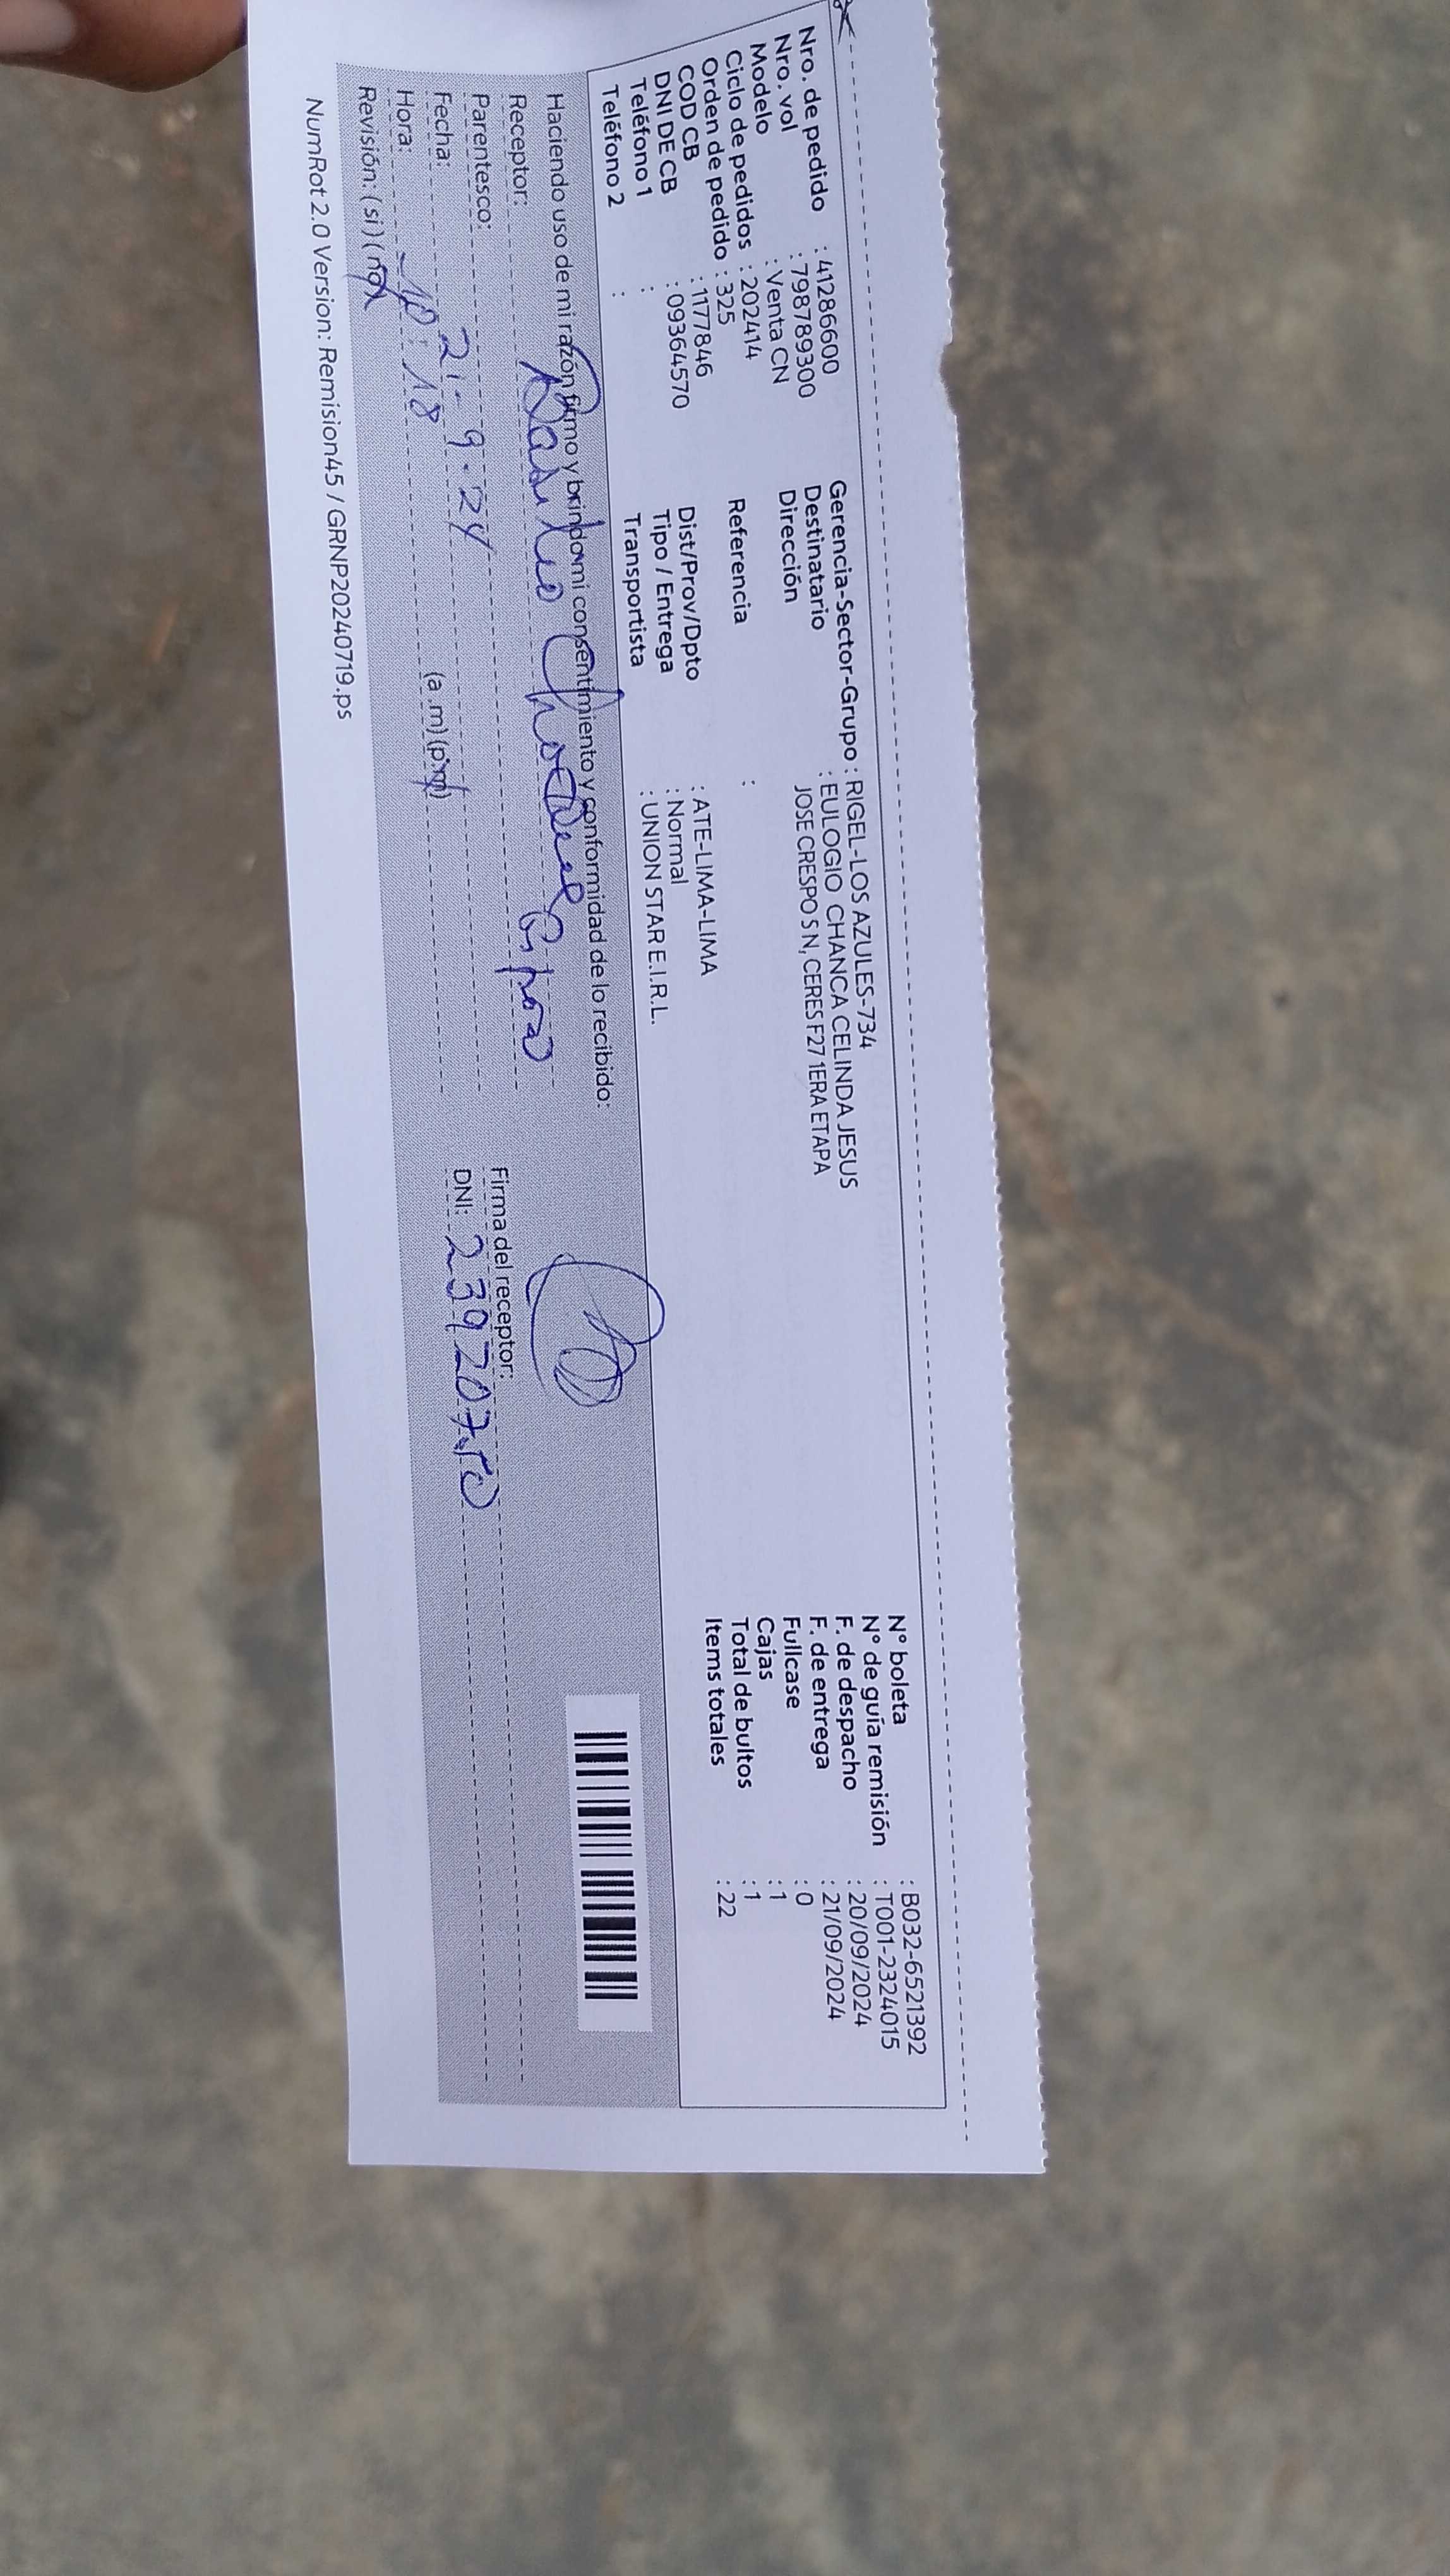 Nro. de pedido : 41286600
Nro. vol : 7987789300
Modelo : Venta CN
Ciclo de pedidos : 202414
Orden de pedido : 325
COD CB : 1177846
DNI DE CB : 09364570
Teléfono 1 :
Teléfono 2 :
Gerencia-Sector-Grupo : RIGEL-LOS AZULES-734
Destinatario : EULOGIO CHANCA CELINDA JESUS
Dirección JOSE CRESPO S N, CERES F27 1ERA ETAPA
Referencia :
Dist/Prov/Dpto : ATE-LIMA-LIMA
Tipo / Entrega : Normal
Transportista : UNION STAR E.I.R.L.
N° boleta : B032-6521392
N° de guía remisión : T001-2324015
F. de despacho : 20/09/2024
F. de entrega : 21/09/2024
Fullcase : 0
Cajas : 1
Total de bultos : 1
Items totales : 22
Haciendo uso de mi razón firmo y brindo mi consentimiento y conformidad de lo recibido:
Receptor:
Parentesco:
Fecha: 21-9-24
Hora: 10:18 (a.m) (p.m)
Revisión: (si) (no)
Firma del receptor:
DNI:
NumRot 2.0 Version: Remision45 / GRNP20240719.ps